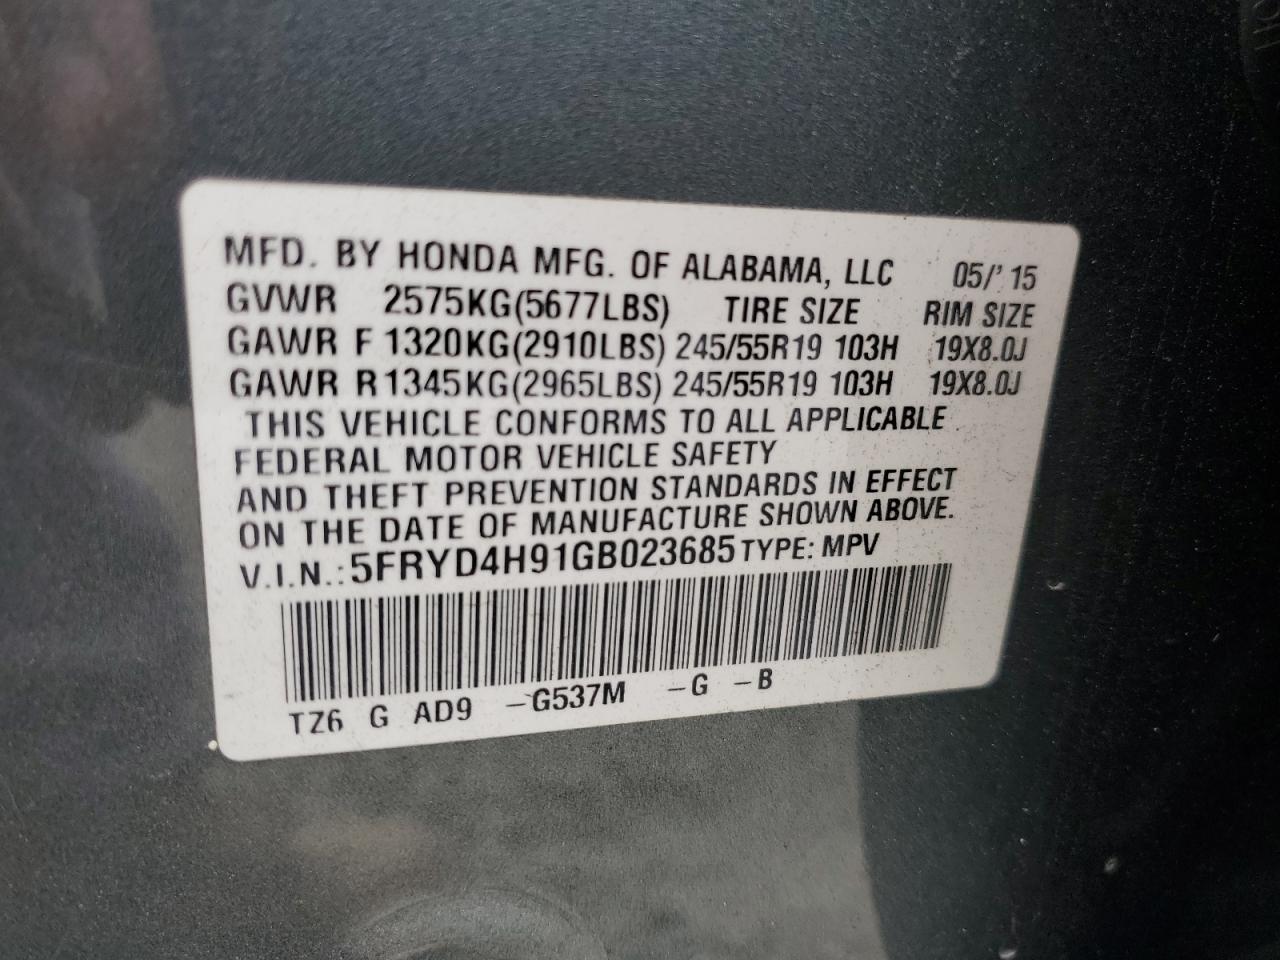 MFD. BY HONDA MFG. OF ALABAMA, LLC 05/'15
GVWR 2575KG(5677LBS) TIRE SIZE RIM SIZE
GAWR F 1320KG(2910LBS) 245/55R19 103H 19X8.0J
GAWR R 1345KG(2965LBS) 245/55R19 103H 19X8.0J
THIS VEHICLE CONFORMS TO ALL APPLICABLE
FEDERAL MOTOR VEHICLE SAFETY
AND THEFT PREVENTION STANDARDS IN EFFECT
ON THE DATE OF MANUFACTURE SHOWN ABOVE.
V.I.N.: 5FRYD4H91GB023685 TYPE: MPV
TZ6 G AD9 -G537M -G -B